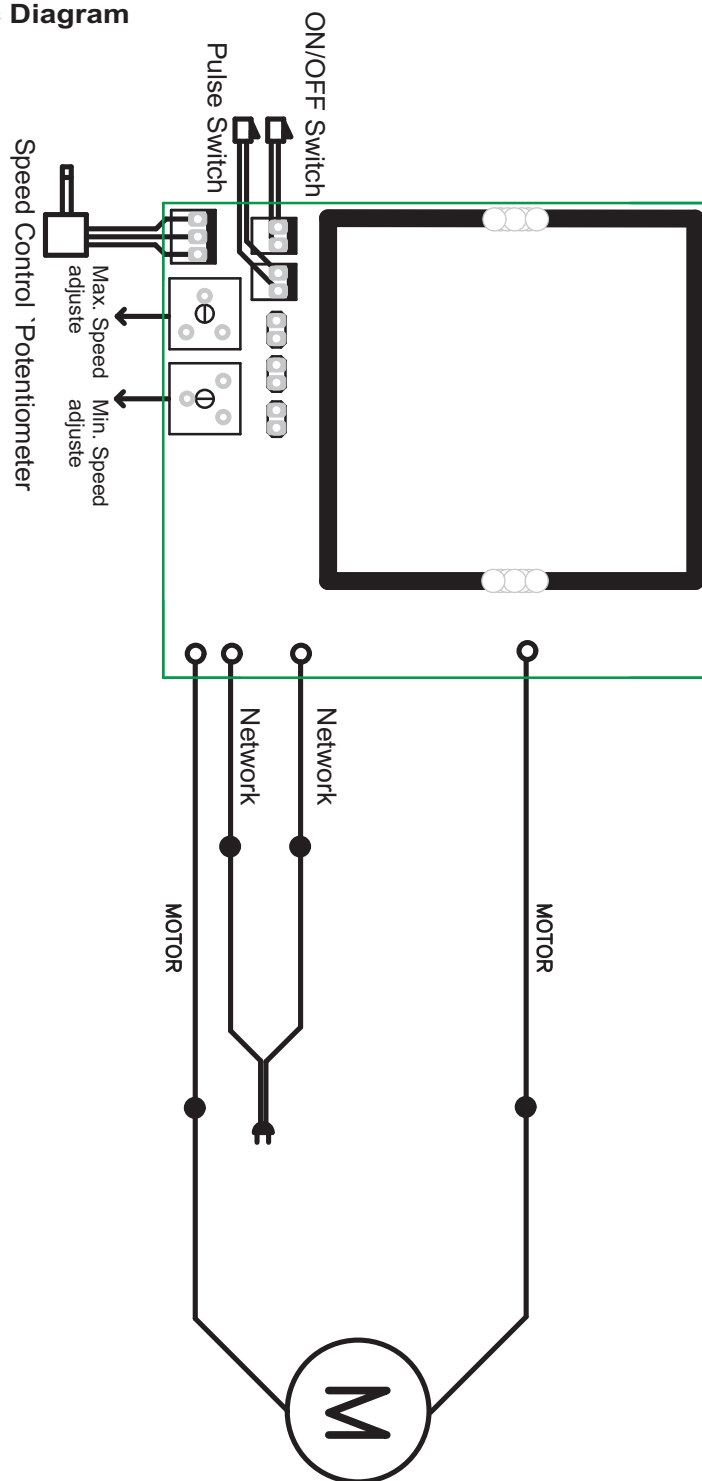 Diagram
ON/OFF Switch
Pulse Switch
Speed Control `Potentiometer
Max. Speed
adjuste
Min. Speed
adjuste
Network
Network
MOTOR
MOTOR
M